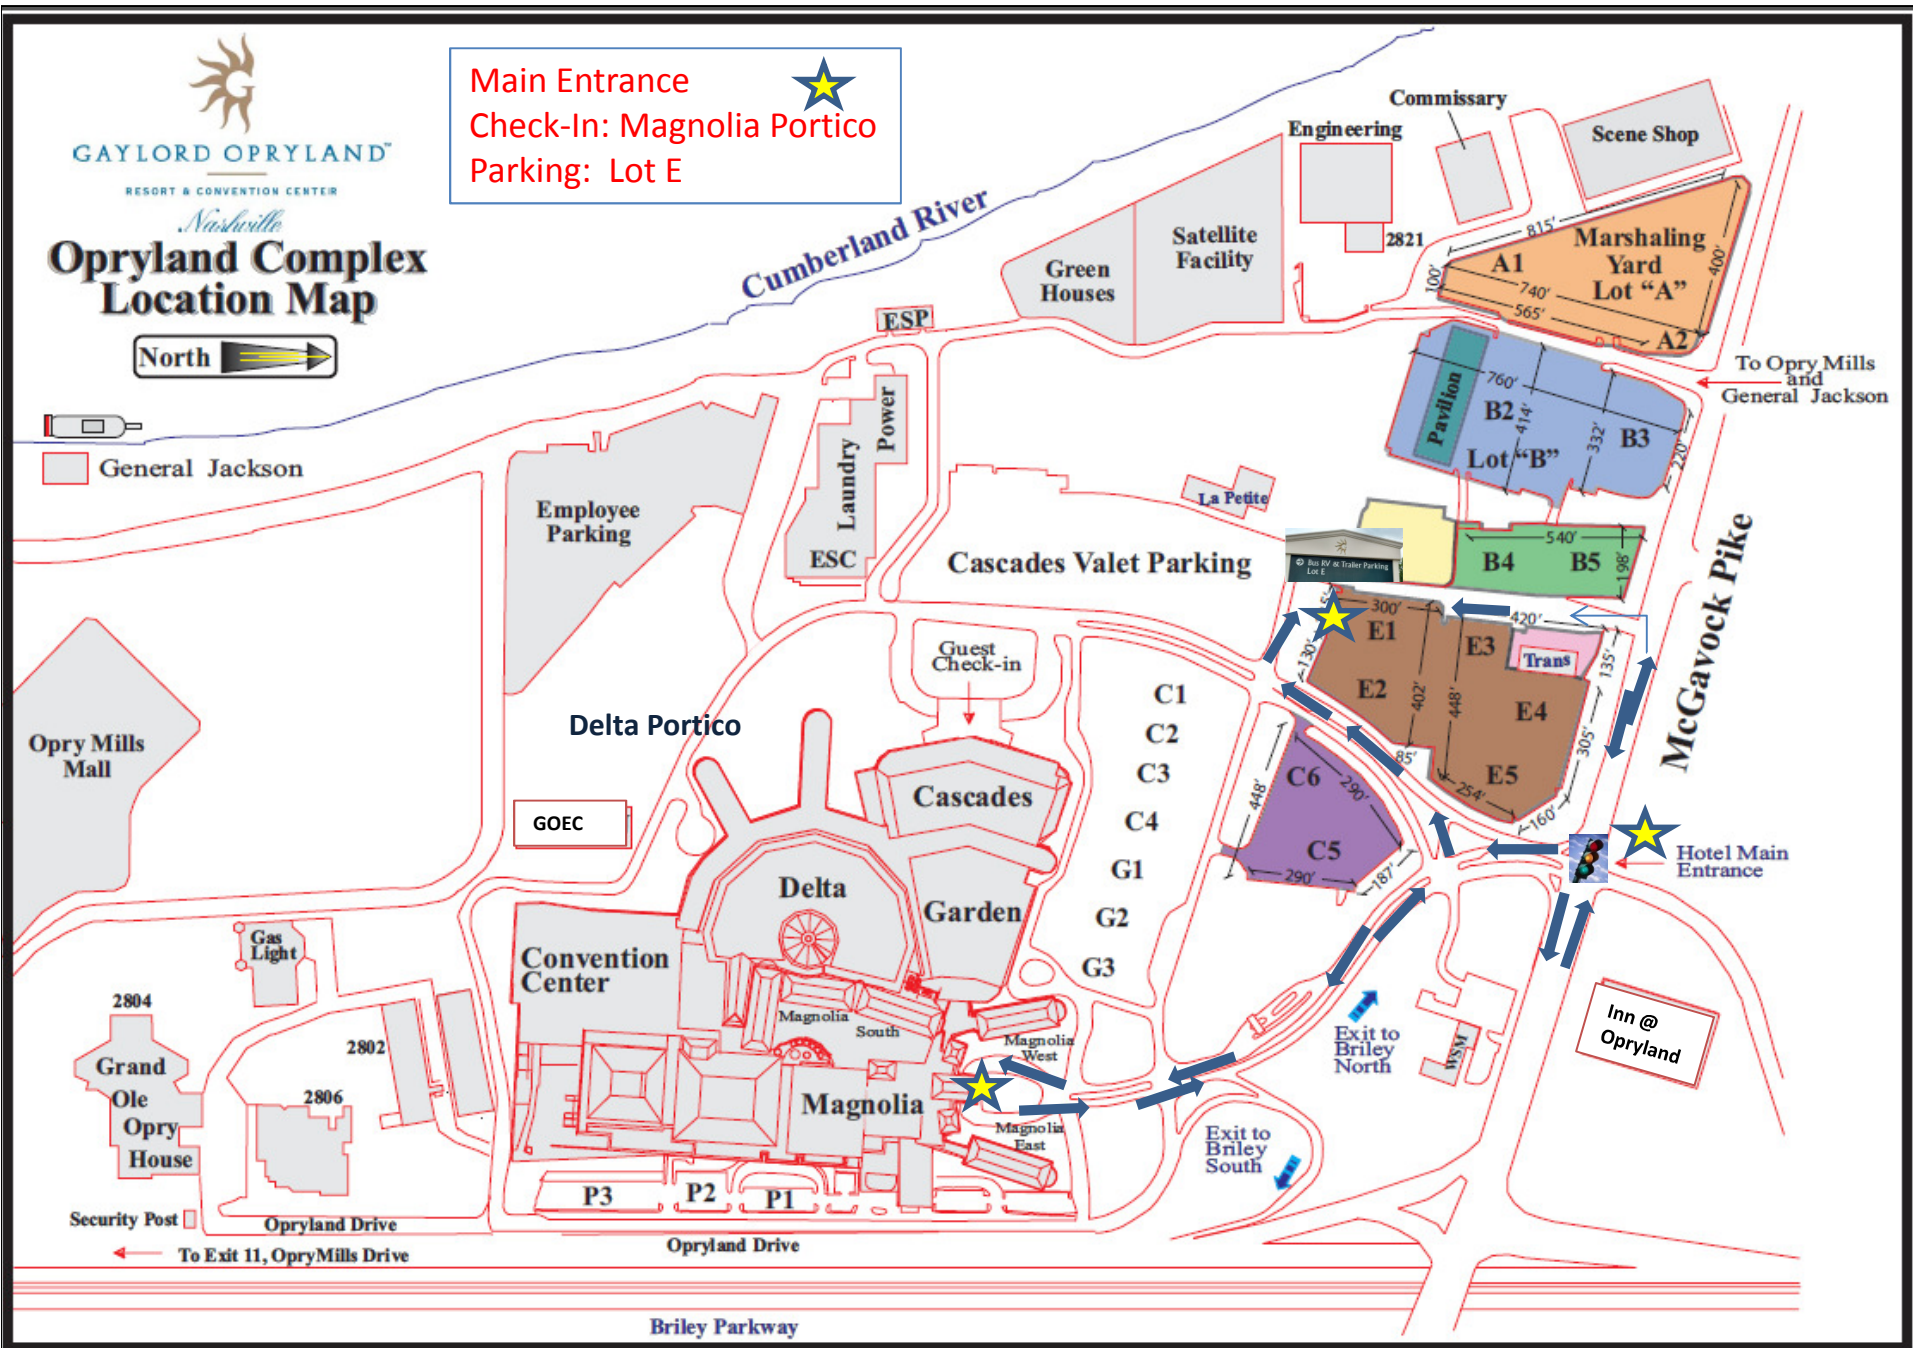 GAYLORD OPRYLAND™
RESORT & CONVENTION CENTER
Nashville
Opryland Complex
Location Map
North
General Jackson
Main Entrance
Check-In: Magnolia Portico
Parking: Lot E
Cumberland River
Commissary
Engineering
Scene Shop
2821
Satellite
Facility
Green
Houses
ESP
815'
Marshaling
Yard
Lot "A"
A1
A2
100'
740'
565'
400'
To Opry Mills
and
General Jackson
Pavilion
760'
B2
414'
332'
B3
220'
Lot "B"
Power
Laundry
ESC
Employee
Parking
La Petite
Cascades Valet Parking
Bus RV & Trailer Parking
Lot E
540'
B4
B5
198'
McGavock Pike
5'
300'
420'
E1
E3
Trans
135'
130'
E2
402'
448'
E4
305'
85'
E5
254'
160'
Guest
Check-in
C1
C2
C3
C4
G1
G2
G3
C6
448'
290'
C5
290'
187'
Hotel Main
Entrance
Delta Portico
Opry Mills
Mall
GOEC
Cascades
Delta
Garden
Convention
Center
Gas
Light
2804
Grand
Ole
Opry
House
2802
2806
Magnolia
South
Magnolia
West
Magnolia
Magnolia
East
Exit to
Briley
North
WSM
Inn @
Opryland
Exit to
Briley
South
P3
P2
P1
Security Post
Opryland Drive
Opryland Drive
To Exit 11, OpryMills Drive
Briley Parkway